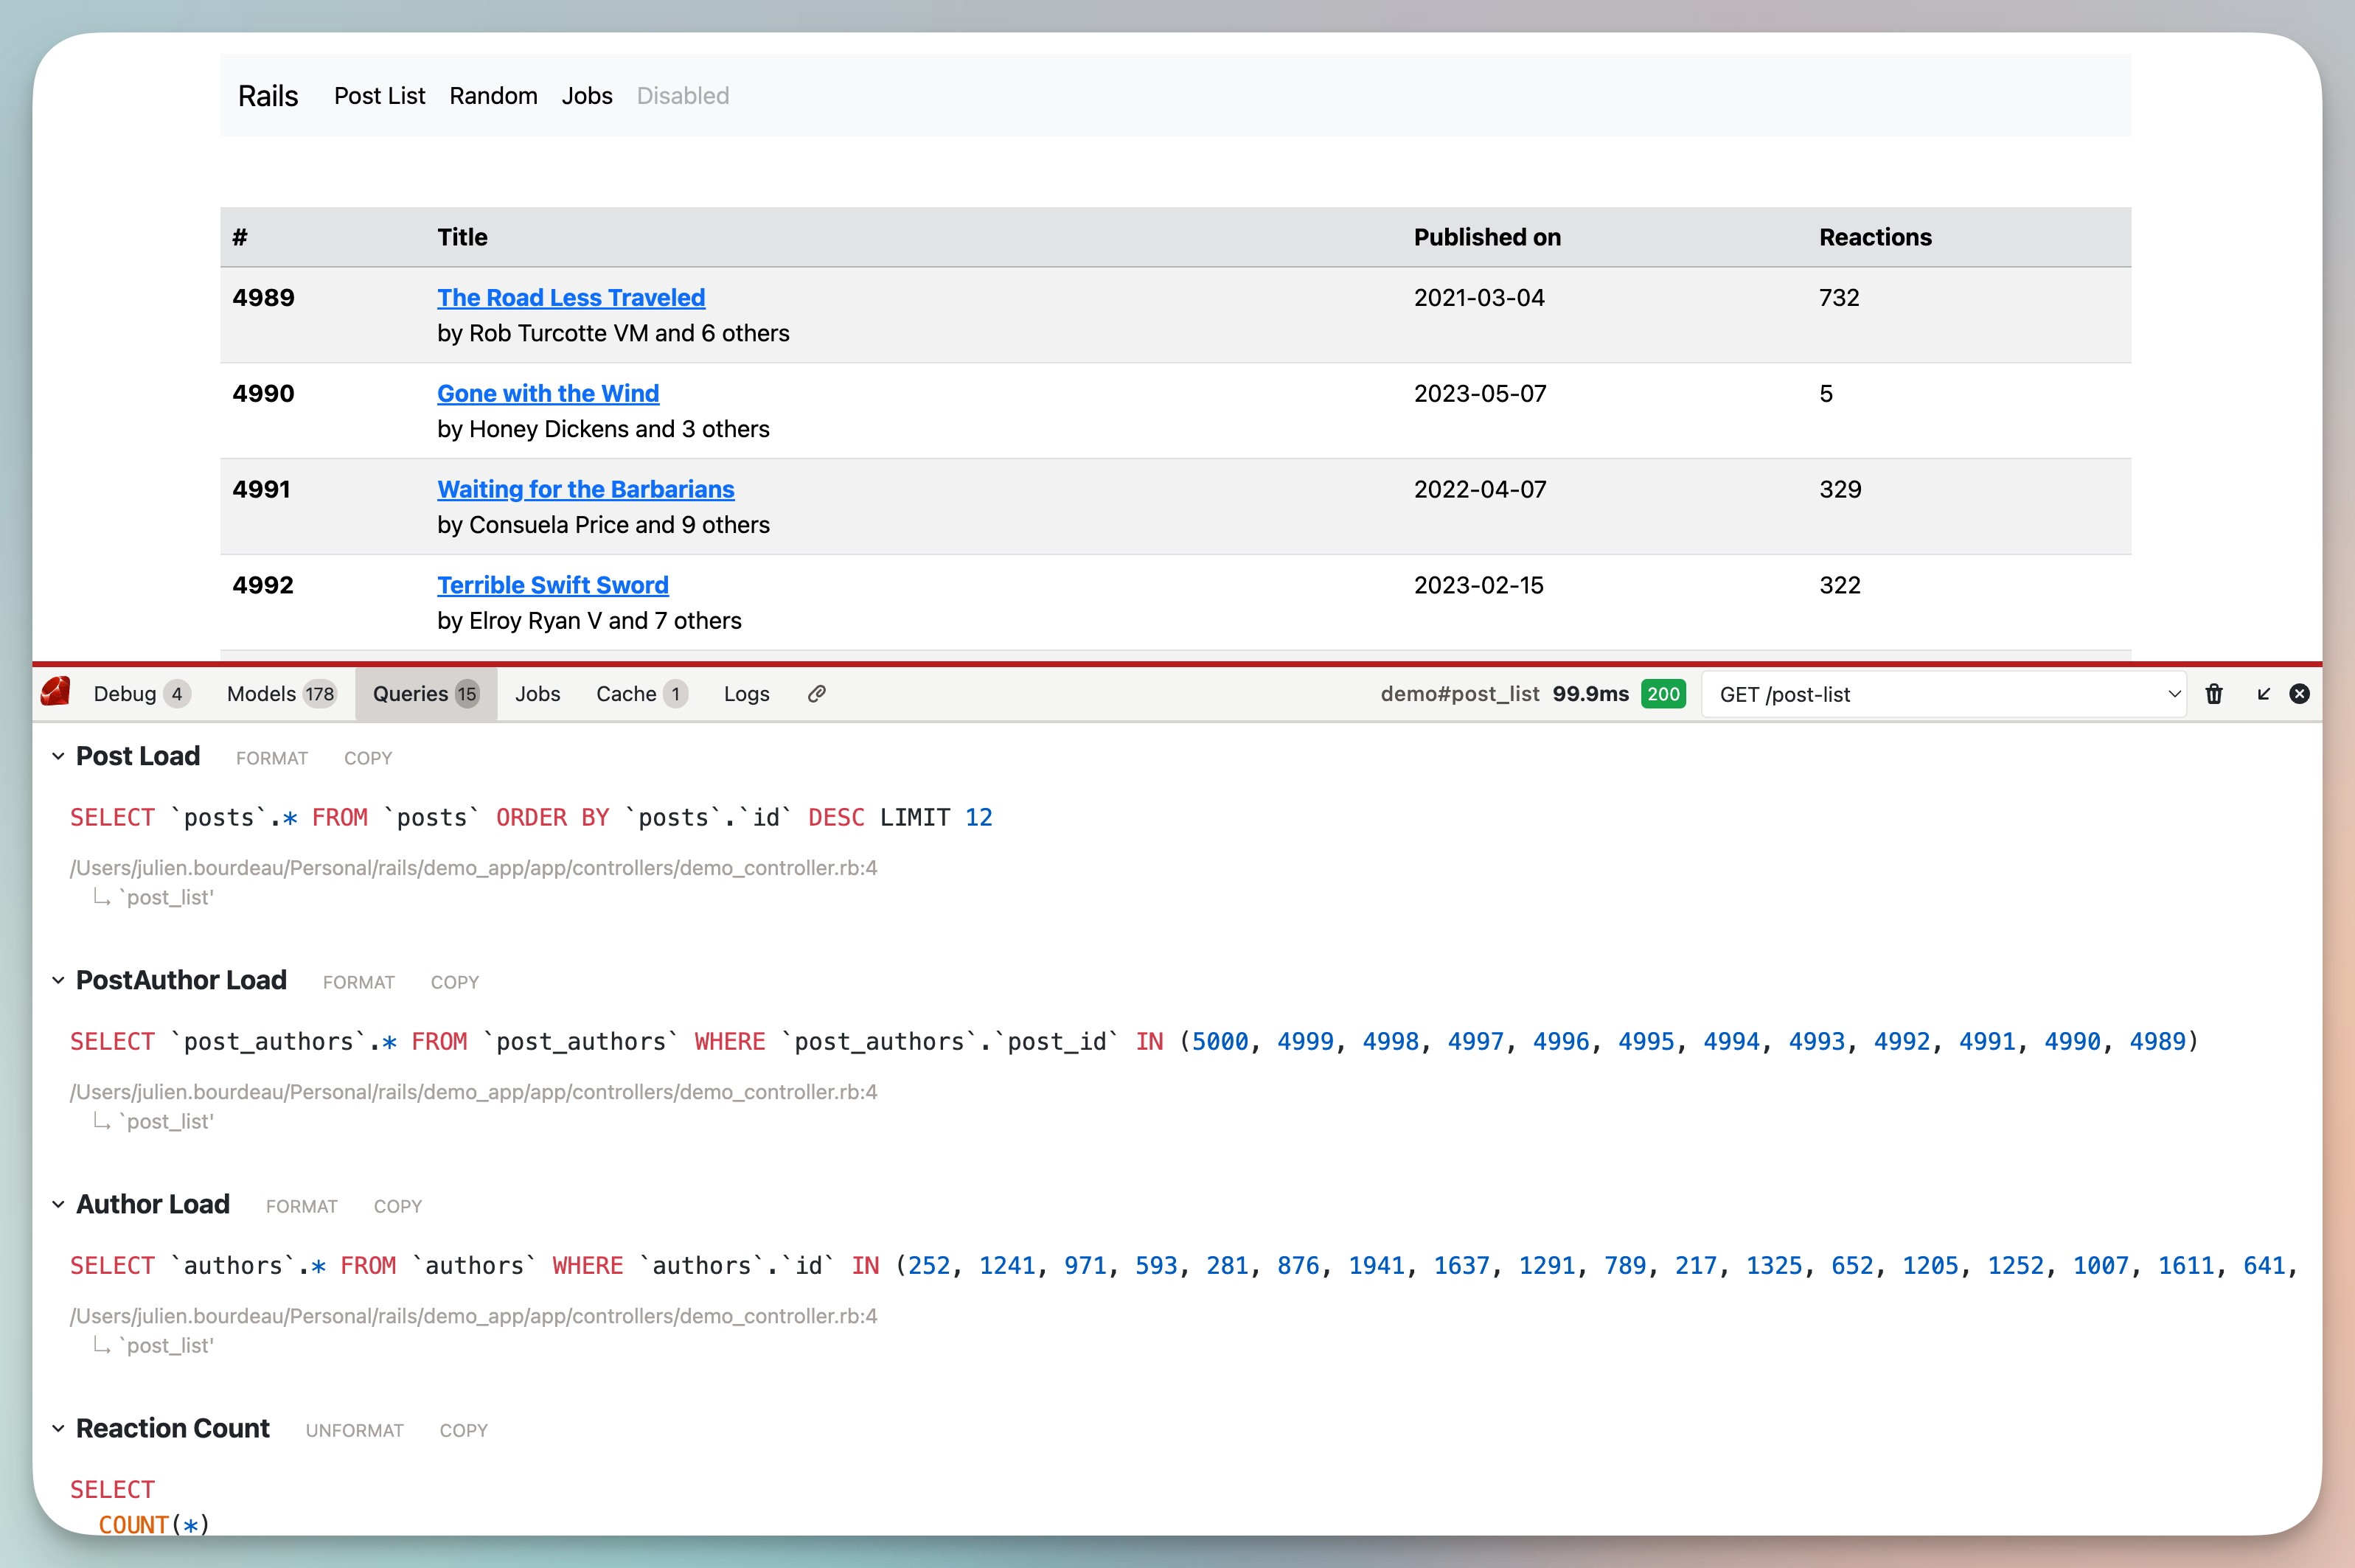 Rails Post List Random Jobs Disabled
# Title Published on Reactions
4989 The Road Less Traveled 2021-03-04 732
by Rob Turcotte VM and 6 others
4990 Gone with the Wind 2023-05-07 5
by Honey Dickens and 3 others
4991 Waiting for the Barbarians 2022-04-07 329
by Consuela Price and 9 others
4992 Terrible Swift Sword 2023-02-15 322
by Elroy Ryan V and 7 others
Debug 4 Models 178 Queries 15 Jobs Cache 1 Logs demo#post_list 99.9ms 200 GET /post-list
Post Load FORMAT COPY
SELECT `posts`.* FROM `posts` ORDER BY `posts`.`id` DESC LIMIT 12
/Users/julien.bourdeau/Personal/rails/demo_app/app/controllers/demo_controller.rb:4
`post_list'
PostAuthor Load FORMAT COPY
SELECT `post_authors`.* FROM `post_authors` WHERE `post_authors`.`post_id` IN (5000, 4999, 4998, 4997, 4996, 4995, 4994, 4993, 4992, 4991, 4990, 4989)
/Users/julien.bourdeau/Personal/rails/demo_app/app/controllers/demo_controller.rb:4
`post_list'
Author Load FORMAT COPY
SELECT `authors`.* FROM `authors` WHERE `authors`.`id` IN (252, 1241, 971, 593, 281, 876, 1941, 1637, 1291, 789, 217, 1325, 652, 1205, 1252, 1007, 1611, 641,
/Users/julien.bourdeau/Personal/rails/demo_app/app/controllers/demo_controller.rb:4
`post_list'
Reaction Count UNFORMAT COPY
SELECT
COUNT(*)